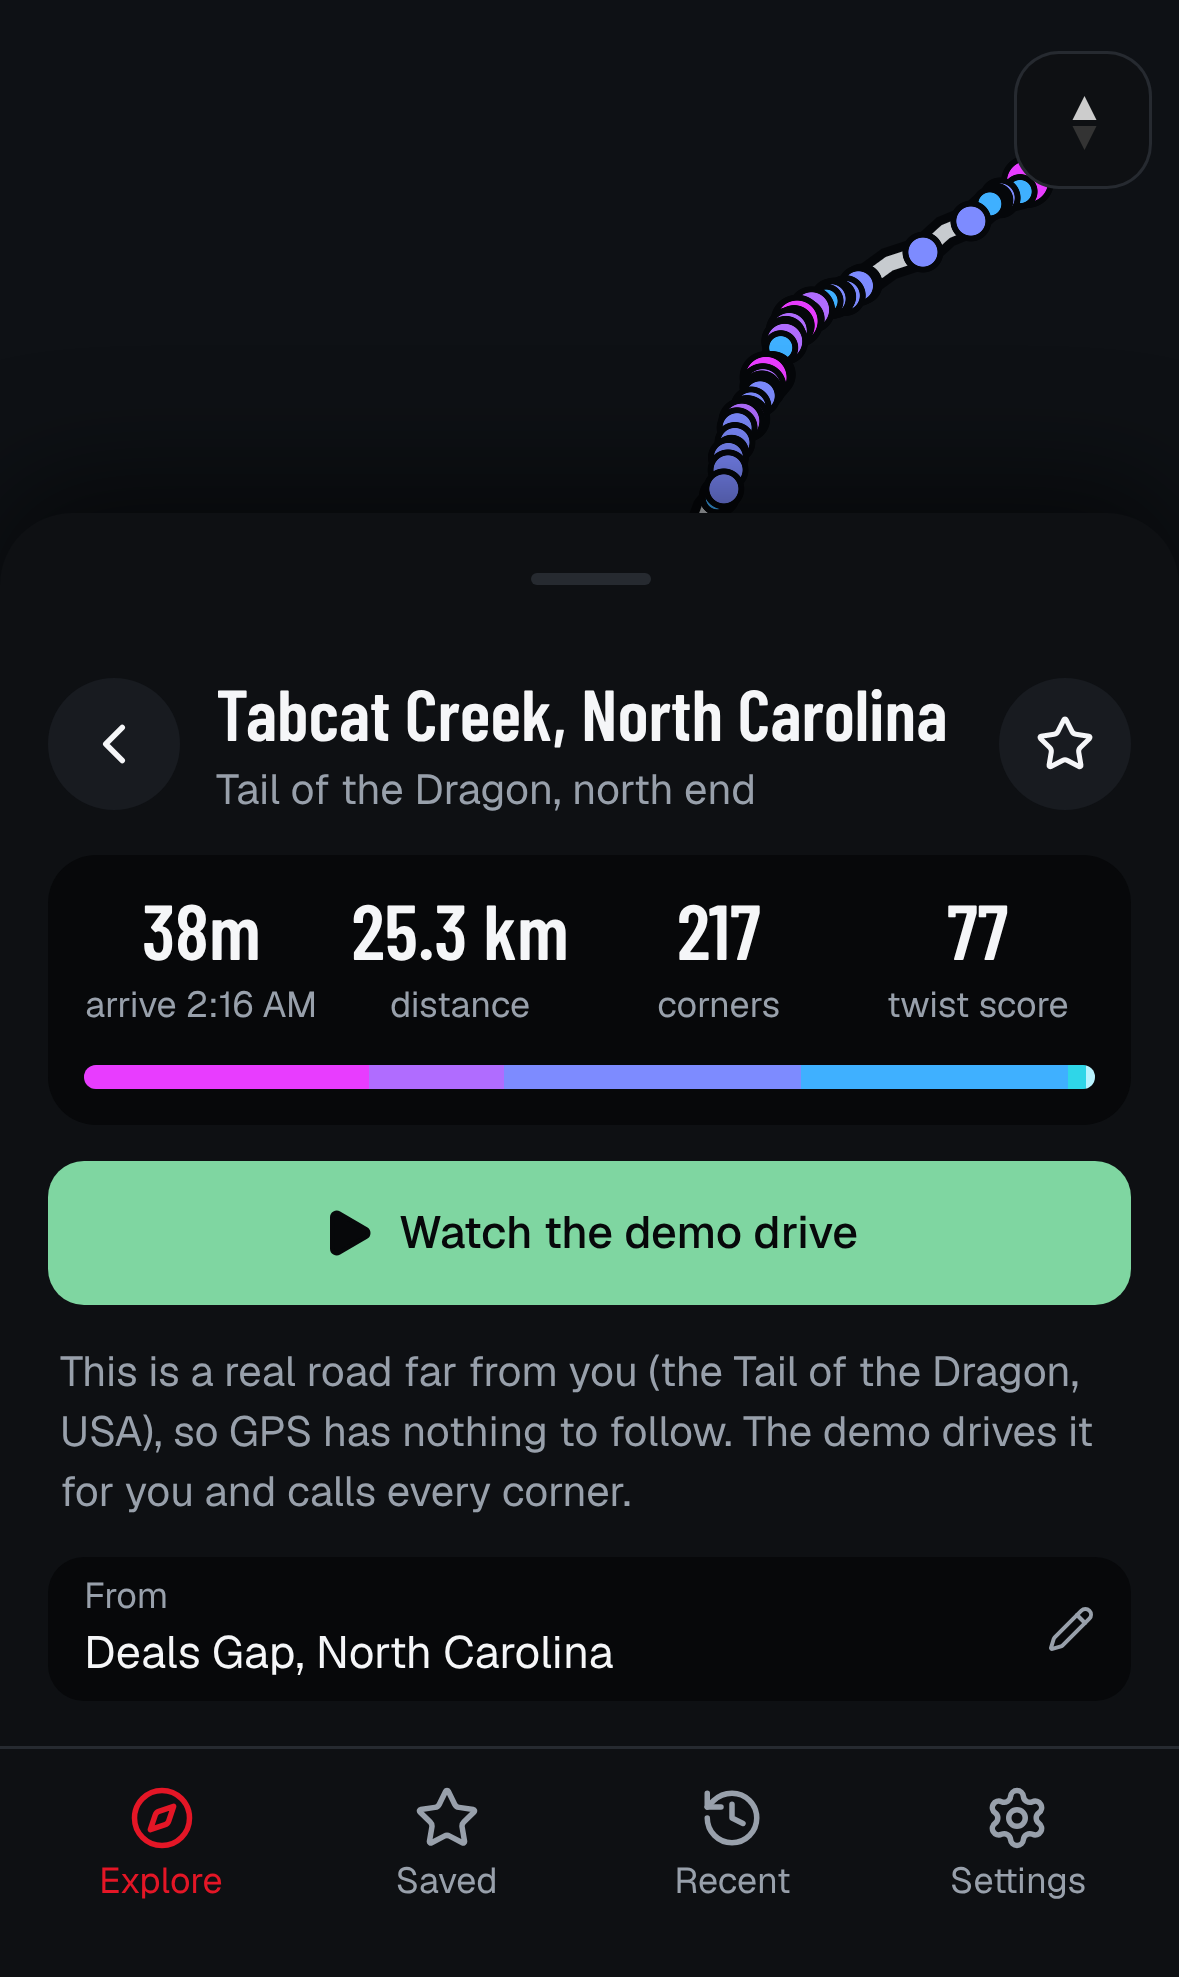 Tabcat Creek, North Carolina
Tail of the Dragon, north end
38m 25.3 km 217 77
arrive 2:16 AM distance corners twist score
Watch the demo drive
This is a real road far from you (the Tail of the Dragon,
USA), so GPS has nothing to follow. The demo drives it
for you and calls every corner.
From
Deals Gap, North Carolina
Explore Saved Recent Settings